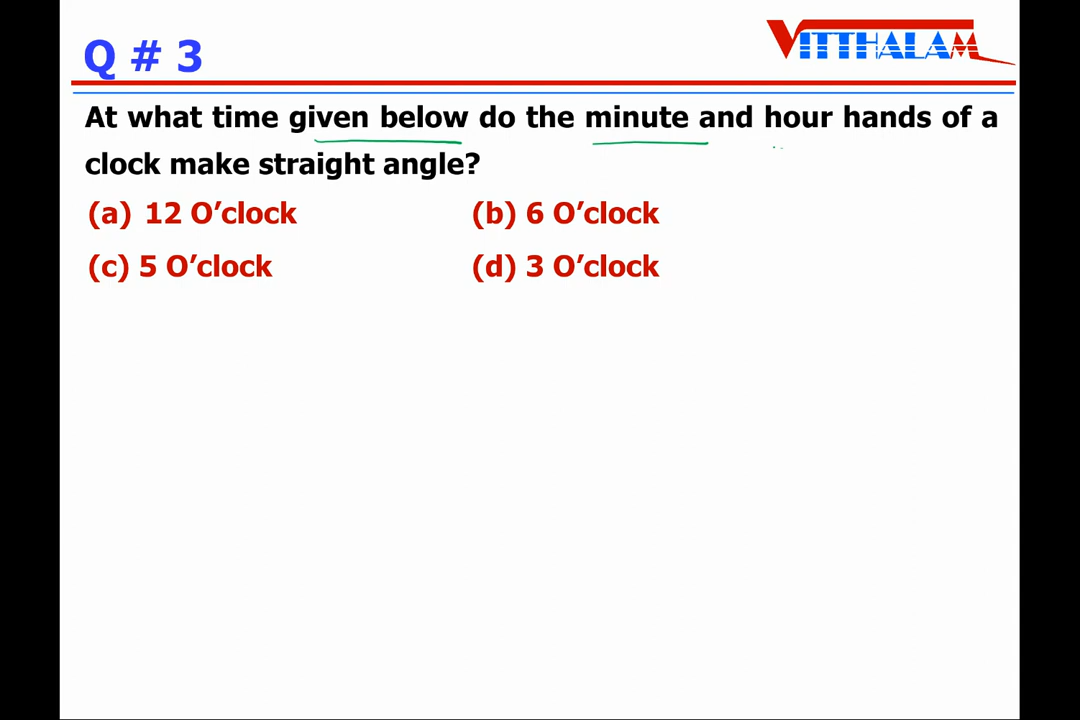 Q # 3
VITTHALAM
At what time given below do the minute and hour hands of a
clock make straight angle?
(a) 12 O’clock
(b) 6 O’clock
(c) 5 O’clock
(d) 3 O’clock